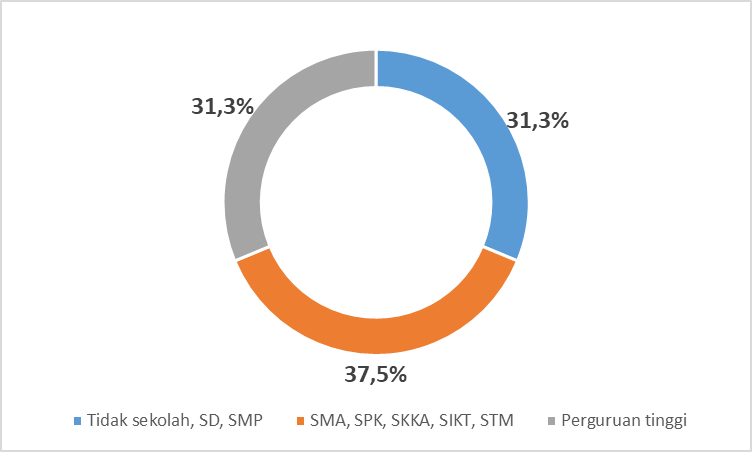 31,3%
31,3%
37,5%
Tidak sekolah, SD, SMP
SMA, SPK, SKKA, SIKT, STM
Perguruan tinggi